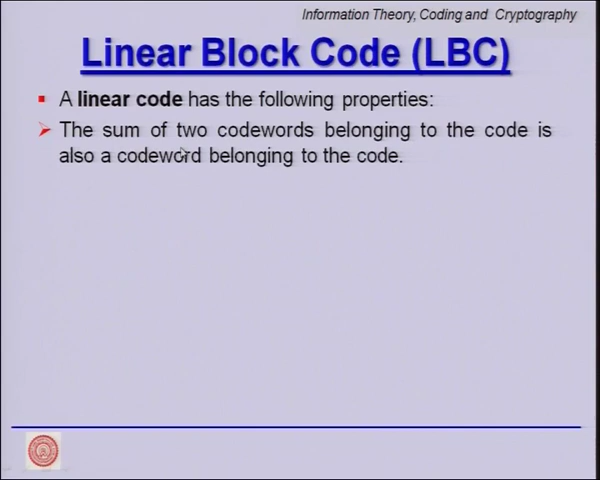 Information Theory, Coding and Cryptography
Linear Block Code (LBC)
A linear code has the following properties:
The sum of two codewords belonging to the code is
also a codeword belonging to the code.